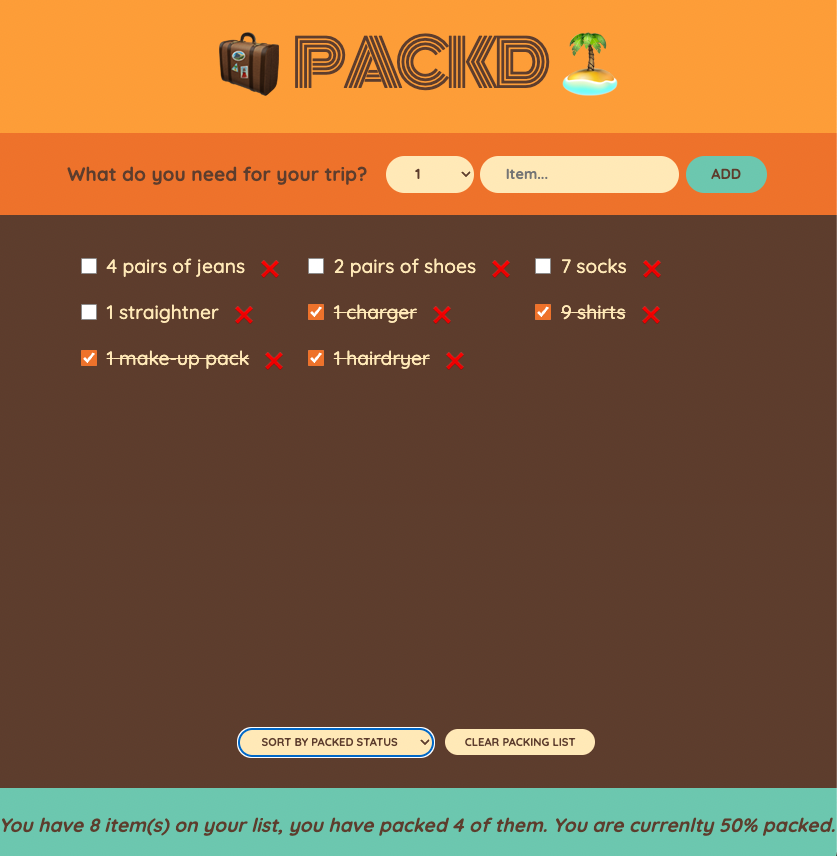 PACKD
What do you need for your trip? 1 Item... ADD
4 pairs of jeans 2 pairs of shoes 7 socks
1 straightner 1 charger 9 shirts
1 make-up pack 1 hairdryer
SORT BY PACKED STATUS CLEAR PACKING LIST
You have 8 item(s) on your list, you have packed 4 of them. You are currenlty 50% packed.